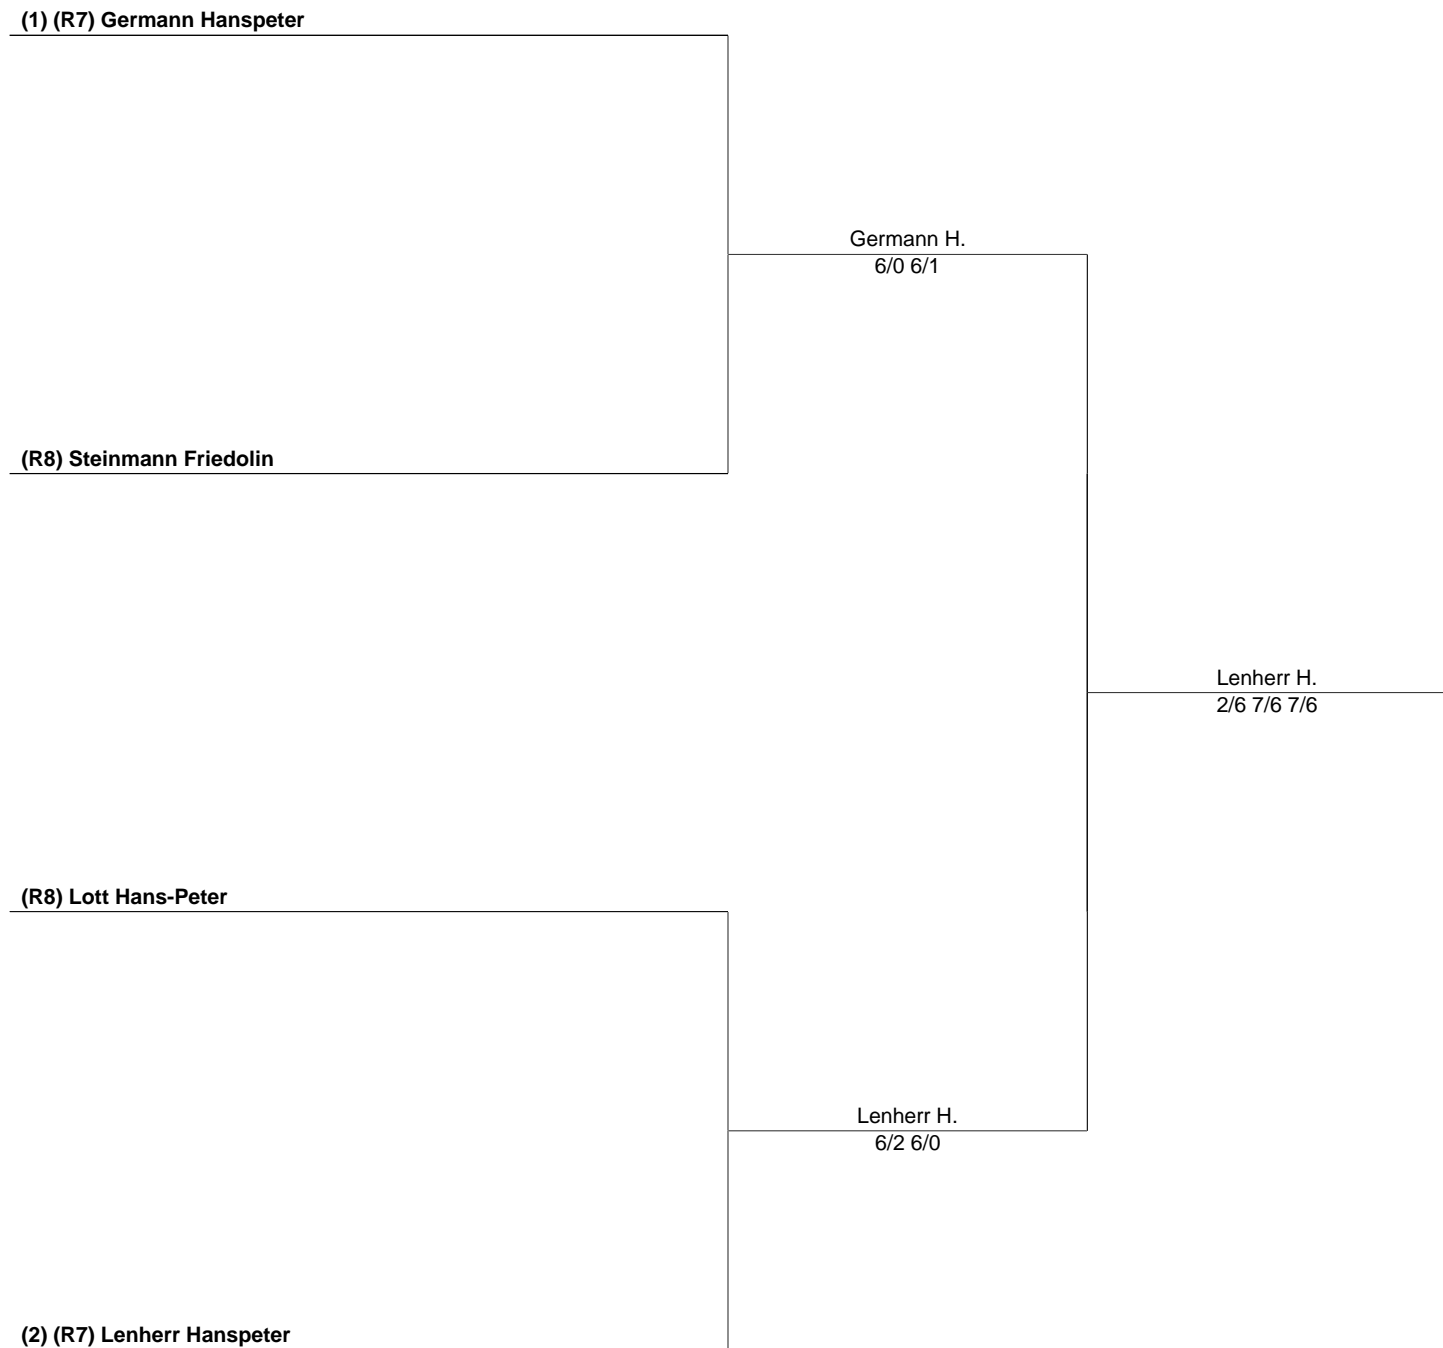 (1) (R7) Germann Hanspeter
Germann H.
6/0 6/1
(R8) Steinmann Friedolin
Lenherr H.
2/6 7/6 7/6
(R8) Lott Hans-Peter
Lenherr H.
6/2 6/0
(2) (R7) Lenherr Hanspeter